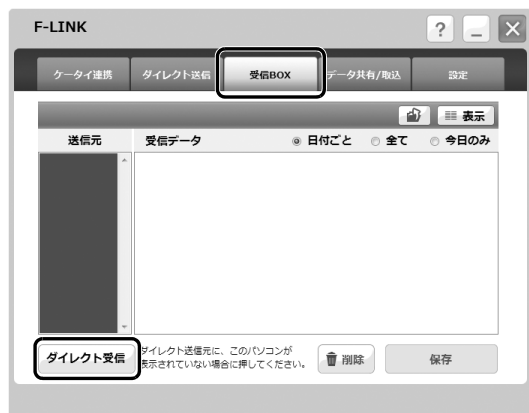 F-LINK
? _ X
ケータイ連携 ダイレクト送信 受信BOX データ共有/取込 設定
表示
送信元 受信データ 日付ごと 全て 今日のみ
ダイレクト受信 ダイレクト送信元に、このパソコンが
表示されていない場合に押してください。
削除 保存